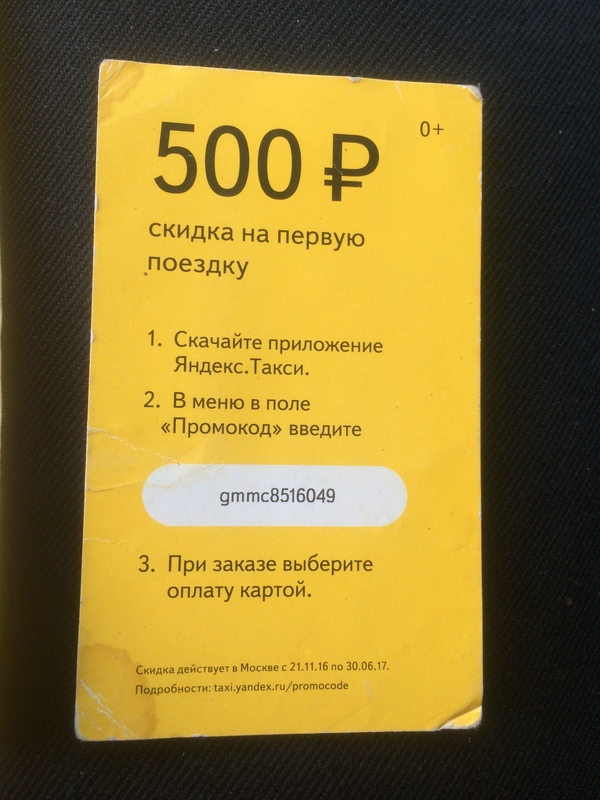 500 ₽
0+
скидка на первую
поездку
1. Скачайте приложение
Яндекс.Такси.
2. В меню в поле
«Промокод» введите
gmmc8516049
3. При заказе выберите
оплату картой.
Скидка действует в Москве с 21.11.16 по 30.06.17.
Подробности: taxi.yandex.ru/promocode